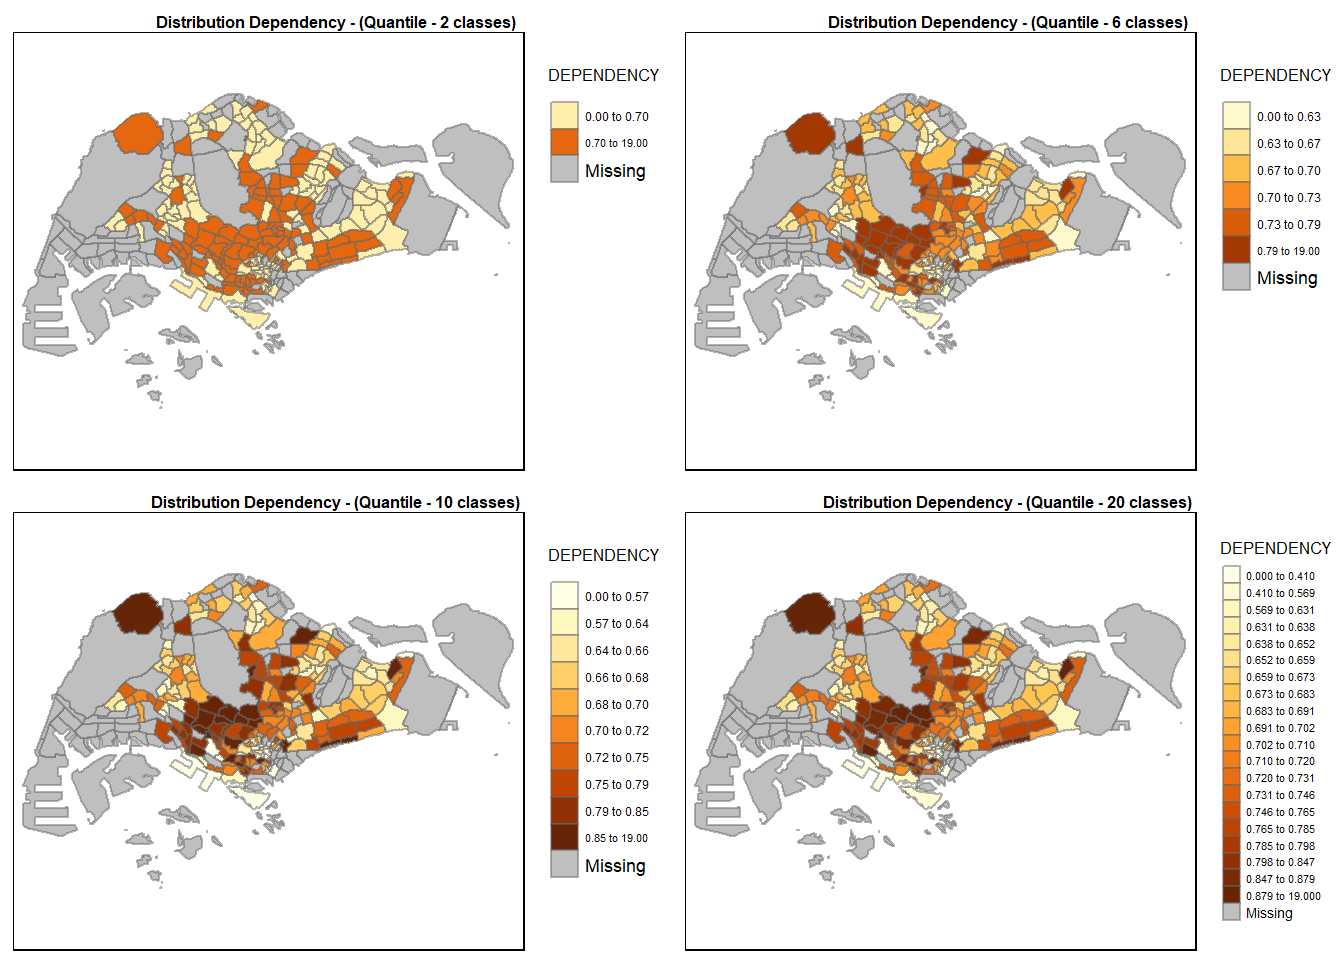 Distribution Dependency - (Quantile - 2 classes)
DEPENDENCY
0.00 to 0.70
0.70 to 19.00
Missing
Distribution Dependency - (Quantile - 6 classes)
DEPENDENCY
0.00 to 0.63
0.63 to 0.67
0.67 to 0.70
0.70 to 0.73
0.73 to 0.79
0.79 to 19.00
Missing
Distribution Dependency - (Quantile - 10 classes)
DEPENDENCY
0.00 to 0.57
0.57 to 0.64
0.64 to 0.66
0.66 to 0.68
0.68 to 0.70
0.70 to 0.72
0.72 to 0.75
0.75 to 0.79
0.79 to 0.85
0.85 to 19.00
Missing
Distribution Dependency - (Quantile - 20 classes)
DEPENDENCY
0.000 to 0.410
0.410 to 0.569
0.569 to 0.631
0.631 to 0.638
0.638 to 0.652
0.652 to 0.659
0.659 to 0.673
0.673 to 0.683
0.683 to 0.691
0.691 to 0.702
0.702 to 0.710
0.710 to 0.720
0.720 to 0.731
0.731 to 0.746
0.746 to 0.765
0.765 to 0.785
0.785 to 0.798
0.798 to 0.847
0.847 to 0.879
0.879 to 19.000
Missing